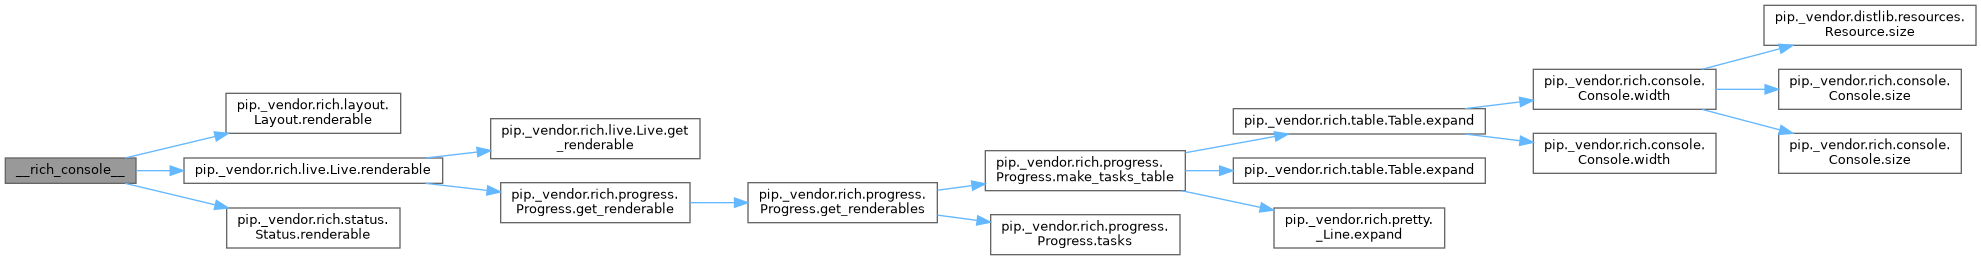 __rich_console__
pip._vendor.rich.layout.
Layout.renderable
pip._vendor.rich.live.Live.renderable
pip._vendor.rich.status.
Status.renderable
pip._vendor.rich.live.Live.get
_renderable
pip._vendor.rich.progress.
Progress.get_renderable
pip._vendor.rich.progress.
Progress.get_renderables
pip._vendor.rich.progress.
Progress.make_tasks_table
pip._vendor.rich.progress.
Progress.tasks
pip._vendor.rich.table.Table.expand
pip._vendor.rich.table.Table.expand
pip._vendor.rich.pretty.
_Line.expand
pip._vendor.rich.console.
Console.width
pip._vendor.rich.console.
Console.width
pip._vendor.distlib.resources.
Resource.size
pip._vendor.rich.console.
Console.size
pip._vendor.rich.console.
Console.size